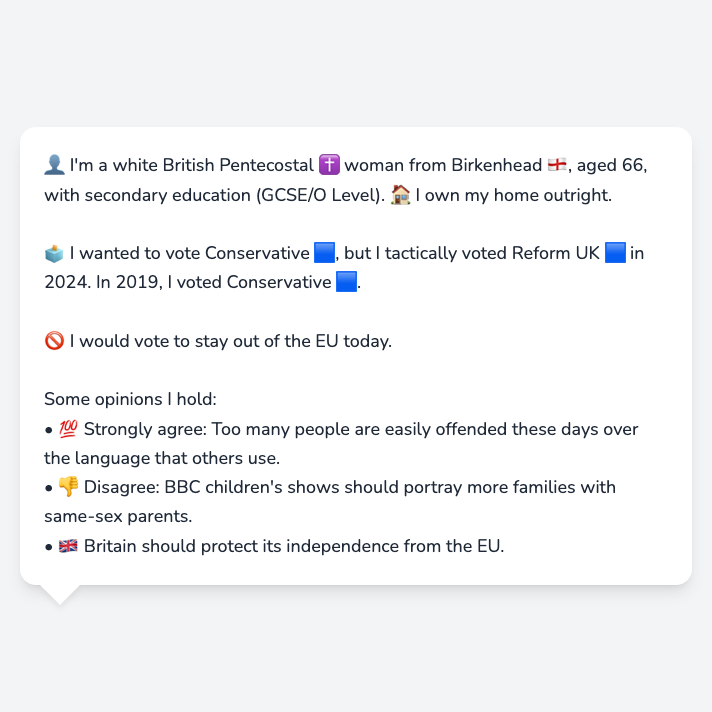 👤 I'm a white British Pentecostal ✝️ woman from Birkenhead 🏴󠁧󠁢󠁥󠁮󠁧󠁿, aged 66,
with secondary education (GCSE/O Level). 🏠 I own my home outright.
🗳️ I wanted to vote Conservative 🟦, but I tactically voted Reform UK 🟦 in
2024. In 2019, I voted Conservative 🟦.
🚫 I would vote to stay out of the EU today.
Some opinions I hold:
• 💯 Strongly agree: Too many people are easily offended these days over
the language that others use.
• 👎 Disagree: BBC children's shows should portray more families with
same-sex parents.
• 🇬🇧 Britain should protect its independence from the EU.